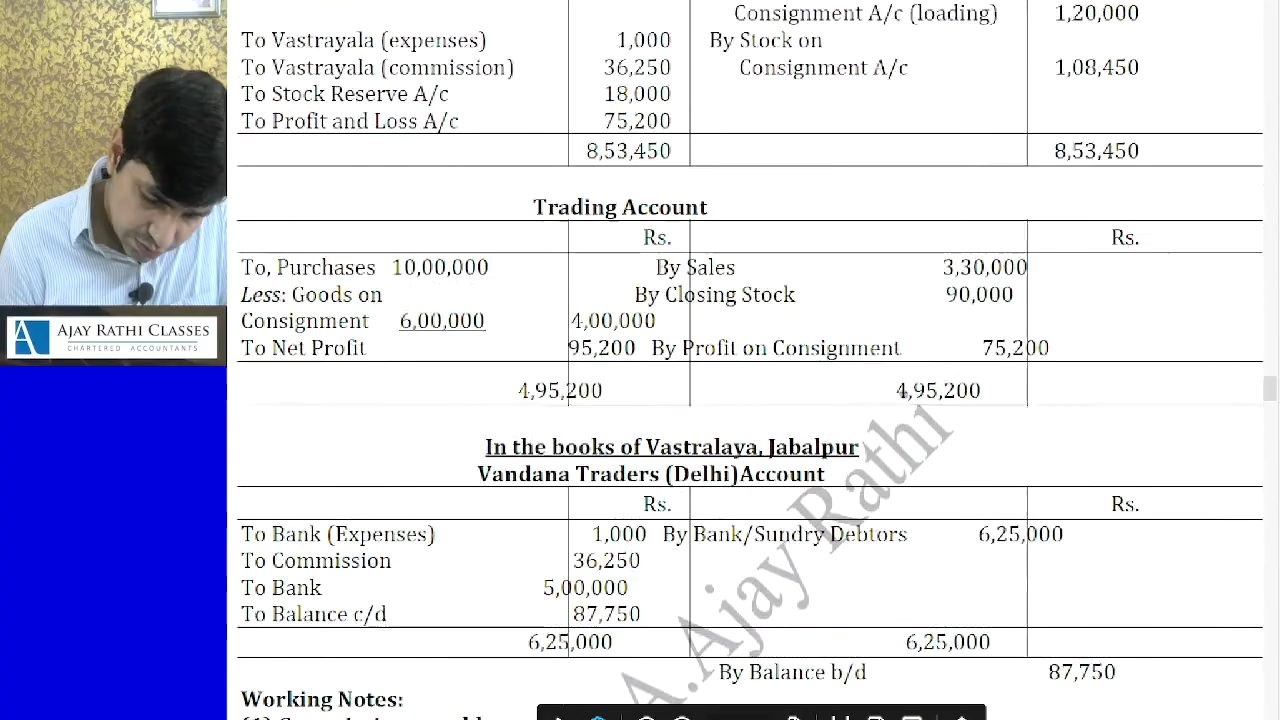 Consignment A/c (loading) 1,20,000
To Vastrayala (expenses) 1,000 By Stock on
To Vastrayala (commission) 36,250 Consignment A/c 1,08,450
To Stock Reserve A/c 18,000
To Profit and Loss A/c 75,200
8,53,450 8,53,450
Trading Account
Rs. Rs.
To, Purchases 10,00,000 By Sales 3,30,000
Less: Goods on By Closing Stock 90,000
Consignment 6,00,000 4,00,000
To Net Profit 95,200 By Profit on Consignment 75,200
4,95,200 4,95,200
In the books of Vastralaya, Jabalpur
Vandana Traders (Delhi)Account
Rs. Rs.
To Bank (Expenses) 1,000 By Bank/Sundry Debtors 6,25,000
To Commission 36,250
To Bank 5,00,000
To Balance c/d 87,750
6,25,000 6,25,000
By Balance b/d 87,750
Working Notes:
AJAY RATHI CLASSES
CHARTERED ACCOUNTANTS
A.Ajay Rathi